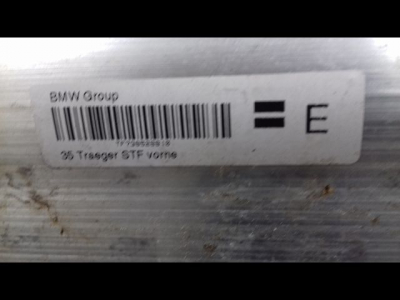 BMW Group
E
35 Traeger STF vorne